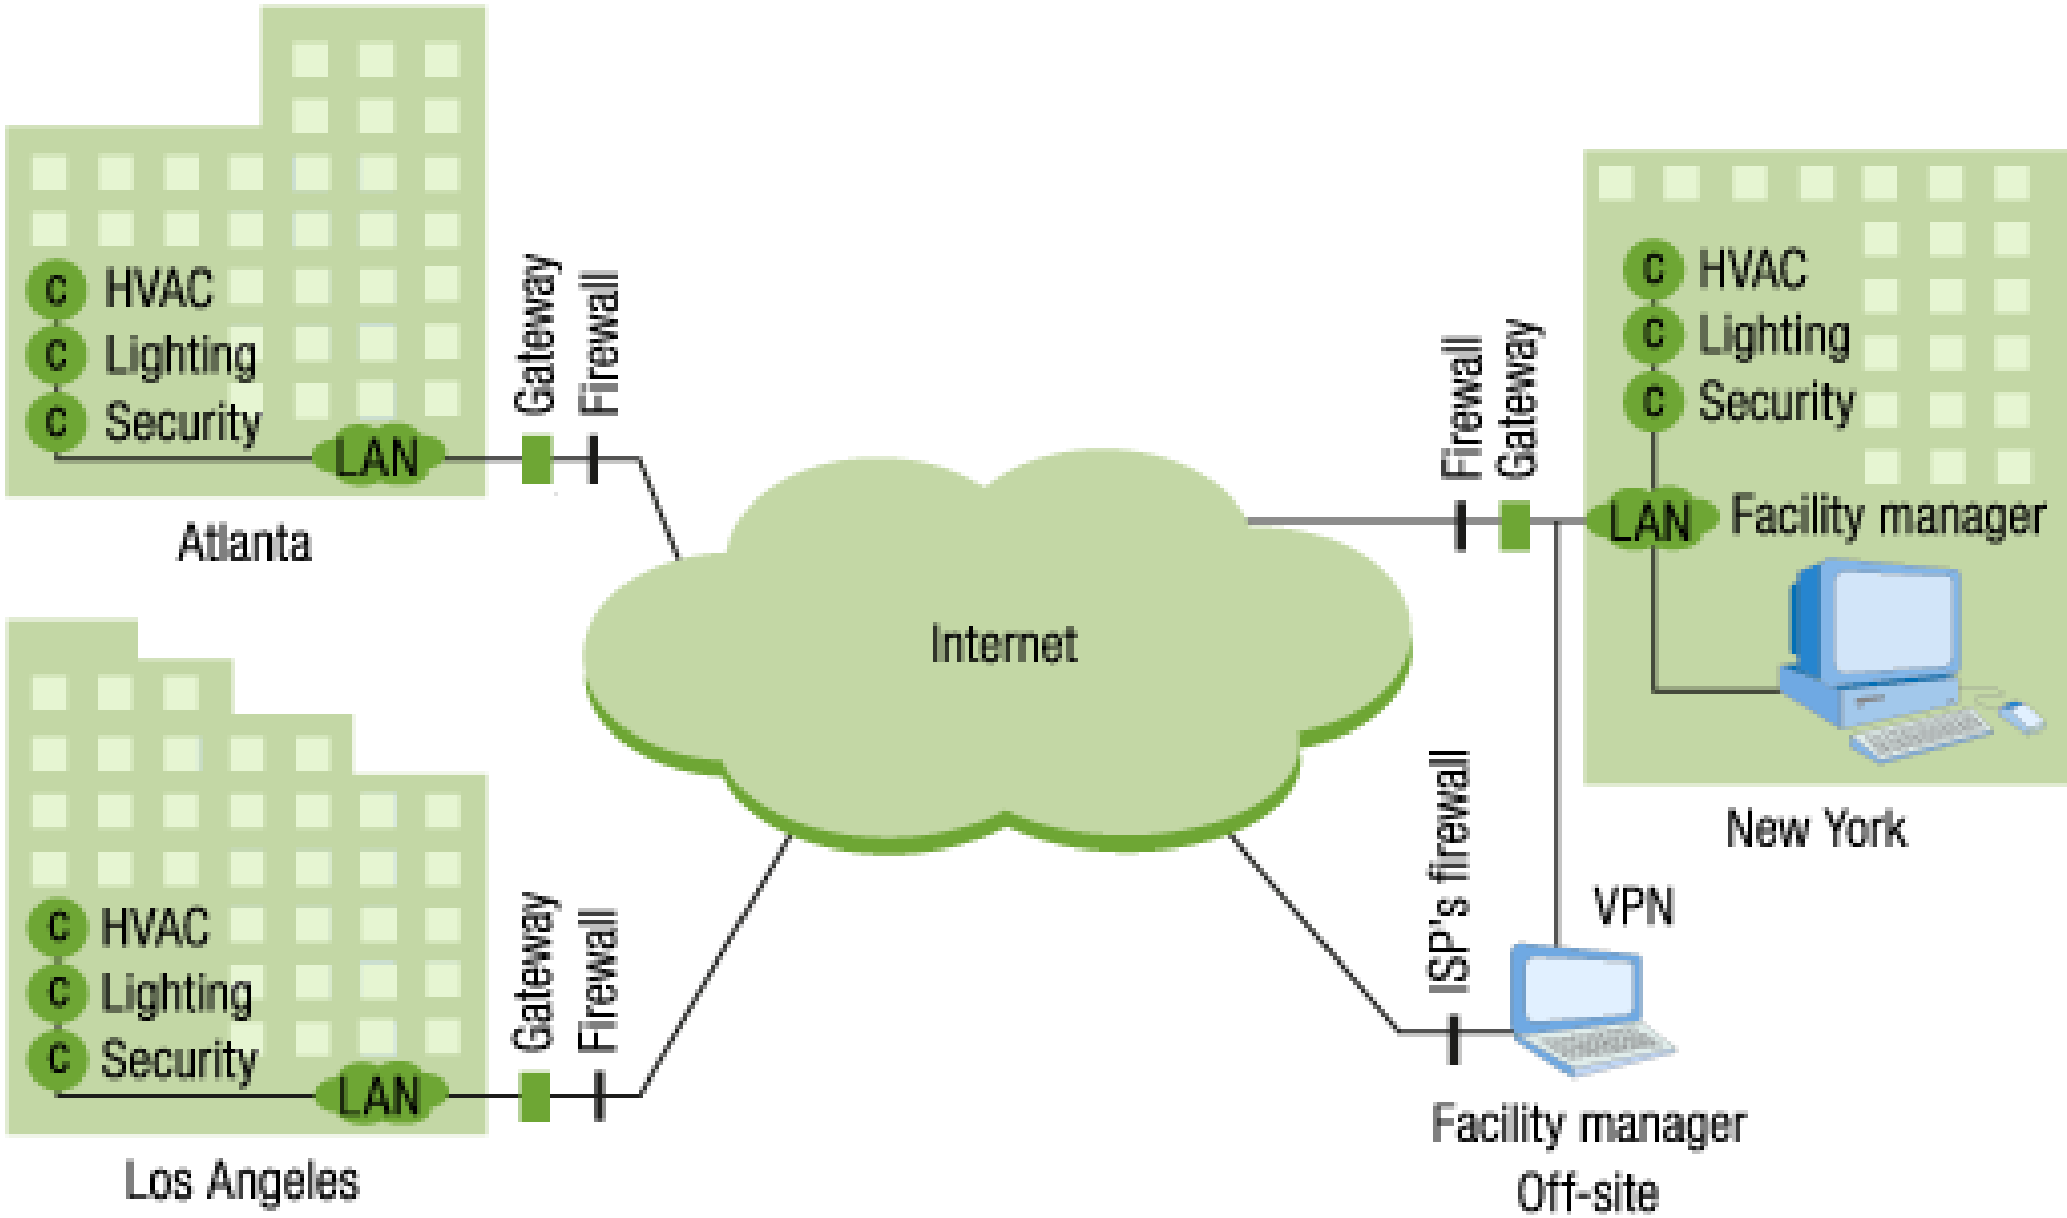 C HVAC
C Lighting
C Security
LAN
Gateway
Firewall
Atlanta
C HVAC
C Lighting
C Security
LAN
Gateway
Firewall
Los Angeles
Internet
Firewall
Gateway
C HVAC
C Lighting
C Security
LAN
Facility manager
New York
ISP's firewall
VPN
Facility manager
Off-site